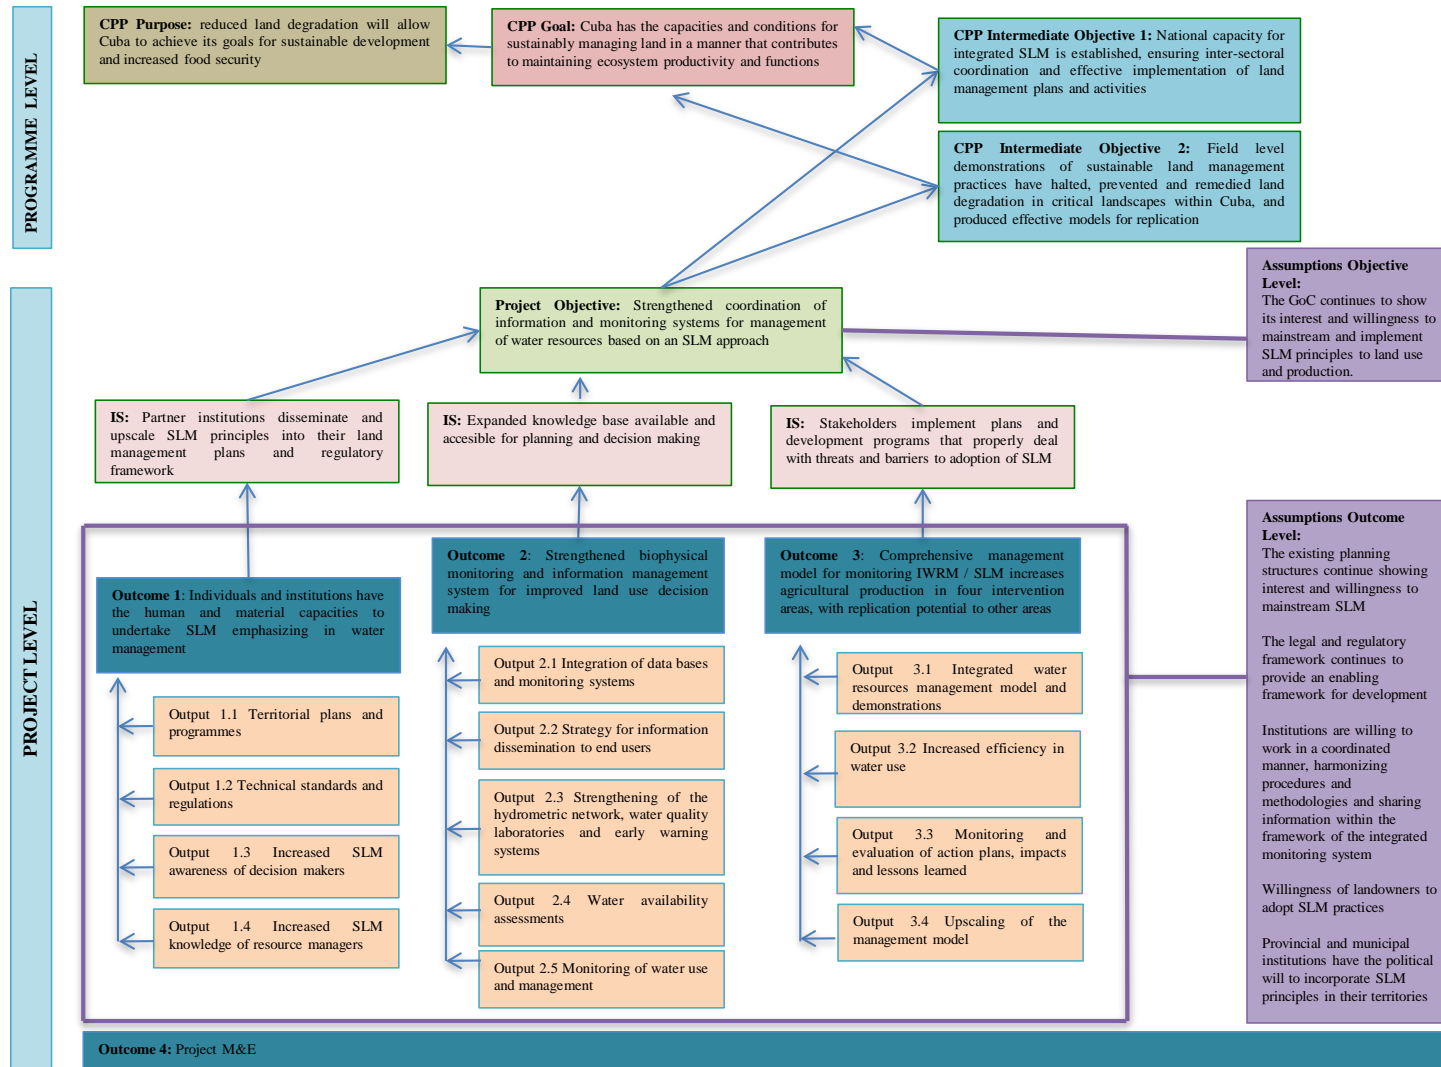 PROGRAMME LEVEL
CPP Purpose: reduced land degradation will allow
Cuba to achieve its goals for sustainable development
and increased food security
CPP Goal: Cuba has the capacities and conditions for
sustainably managing land in a manner that contributes
to maintaining ecosystem productivity and functions
CPP Intermediate Objective 1: National capacity for
integrated SLM is established, ensuring inter-sectoral
coordination and effective implementation of land
management plans and activities
CPP Intermediate Objective 2: Field level
demonstrations of sustainable land management
practices have halted, prevented and remedied land
degradation in critical landscapes within Cuba, and
produced effective models for replication
PROJECT LEVEL
Project Objective: Strengthened coordination of
information and monitoring systems for management
of water resources based on an SLM approach
Assumptions Objective
Level:
The GoC continues to show
its interest and willingness to
mainstream and implement
SLM principles to land use
and production.
IS: Partner institutions disseminate and
upscale SLM principles into their land
management plans and regulatory
framework
IS: Expanded knowledge base available and
accesible for planning and decision making
IS: Stakeholders implement plans and
development programs that properly deal
with threats and barriers to adoption of SLM
Outcome 1: Individuals and institutions have
the human and material capacities to
undertake SLM emphasizing in water
management
Output 1.1 Territorial plans and
programmes
Output 1.2 Technical standards and
regulations
Output 1.3 Increased SLM
awareness of decision makers
Output 1.4 Increased SLM
knowledge of resource managers
Outcome 2: Strengthened biophysical
monitoring and information management
system for improved land use decision
making
Output 2.1 Integration of data bases
and monitoring systems
Output 2.2 Strategy for information
dissemination to end users
Output 2.3 Strengthening of the
hydrometric network, water quality
laboratories and early warning
systems
Output 2.4 Water availability
assessments
Output 2.5 Monitoring of water use
and management
Outcome 3: Comprehensive management
model for monitoring IWRM / SLM increases
agricultural production in four intervention
areas, with replication potential to other areas
Output 3.1 Integrated water
resources management model and
demonstrations
Output 3.2 Increased efficiency in
water use
Output 3.3 Monitoring and
evaluation of action plans, impacts
and lessons learned
Output 3.4 Upscaling of the
management model
Assumptions Outcome
Level:
The existing planning
structures continue showing
interest and willingness to
mainstream SLM
The legal and regulatory
framework continues to
provide an enabling
framework for development
Institutions are willing to
work in a coordinated
manner, harmonizing
procedures and
methodologies and sharing
information within the
framework of the integrated
monitoring system
Willingness of landowners to
adopt SLM practices
Provincial and municipal
institutions have the political
will to incorporate SLM
principles in their territories
Outcome 4: Project M&E